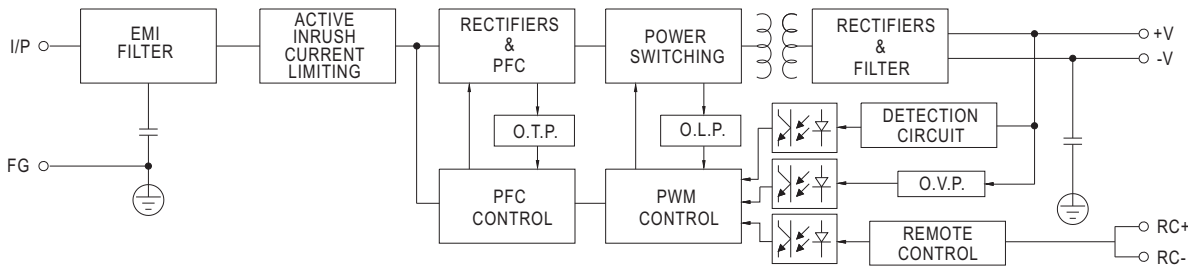 I/P
EMI
FILTER
ACTIVE
INRUSH
CURRENT
LIMITING
RECTIFIERS
&
PFC
POWER
SWITCHING
RECTIFIERS
&
FILTER
+V
-V
O.T.P.
O.L.P.
DETECTION
CIRCUIT
FG
PFC
CONTROL
PWM
CONTROL
O.V.P.
REMOTE
CONTROL
RC+
RC-